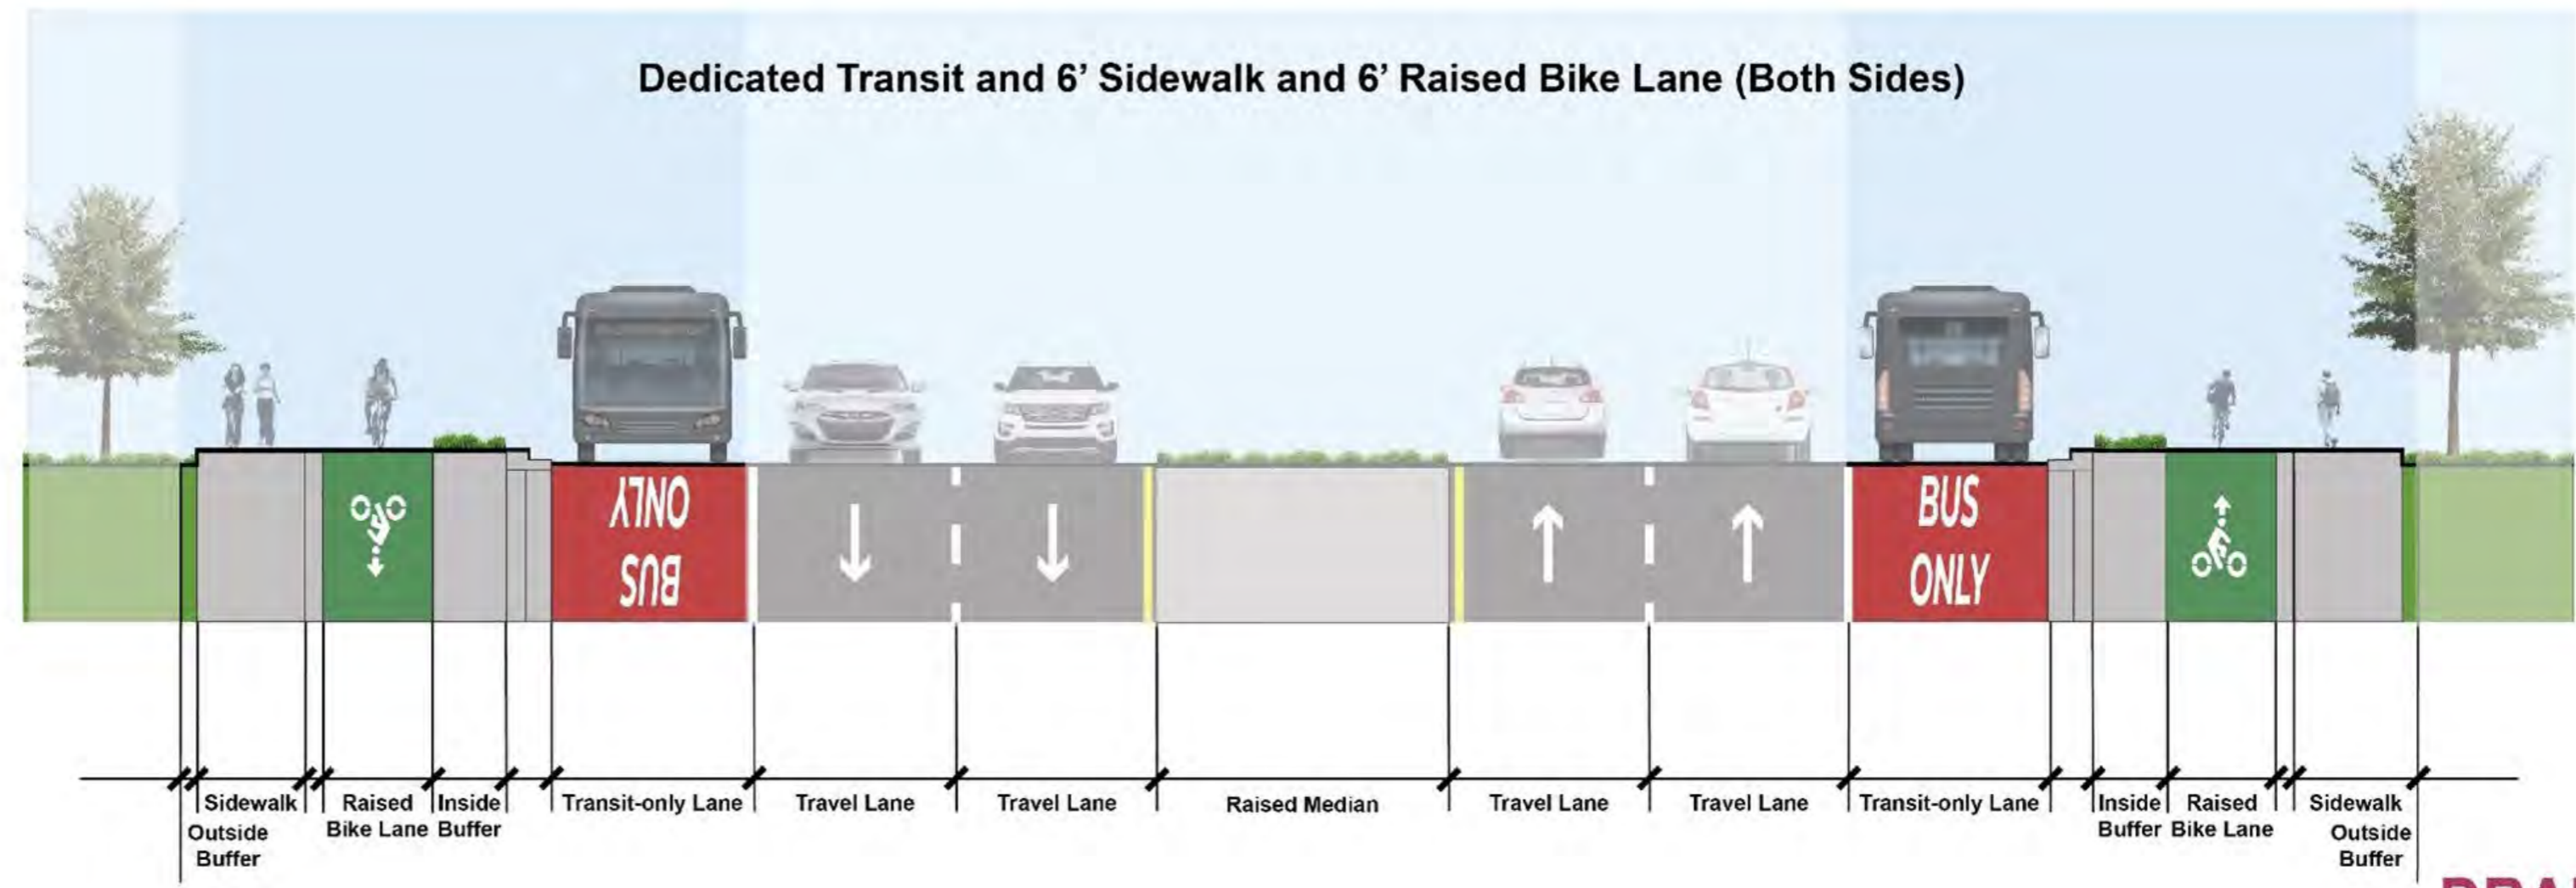 Dedicated Transit and 6’ Sidewalk and 6’ Raised Bike Lane (Both Sides)
BUS
ONLY
BUS
ONLY
Sidewalk
Outside
Buffer
Raised
Bike Lane
Inside
Buffer
Transit-only Lane
Travel Lane
Travel Lane
Raised Median
Travel Lane
Travel Lane
Transit-only Lane
Inside
Buffer
Raised
Bike Lane
Sidewalk
Outside
Buffer